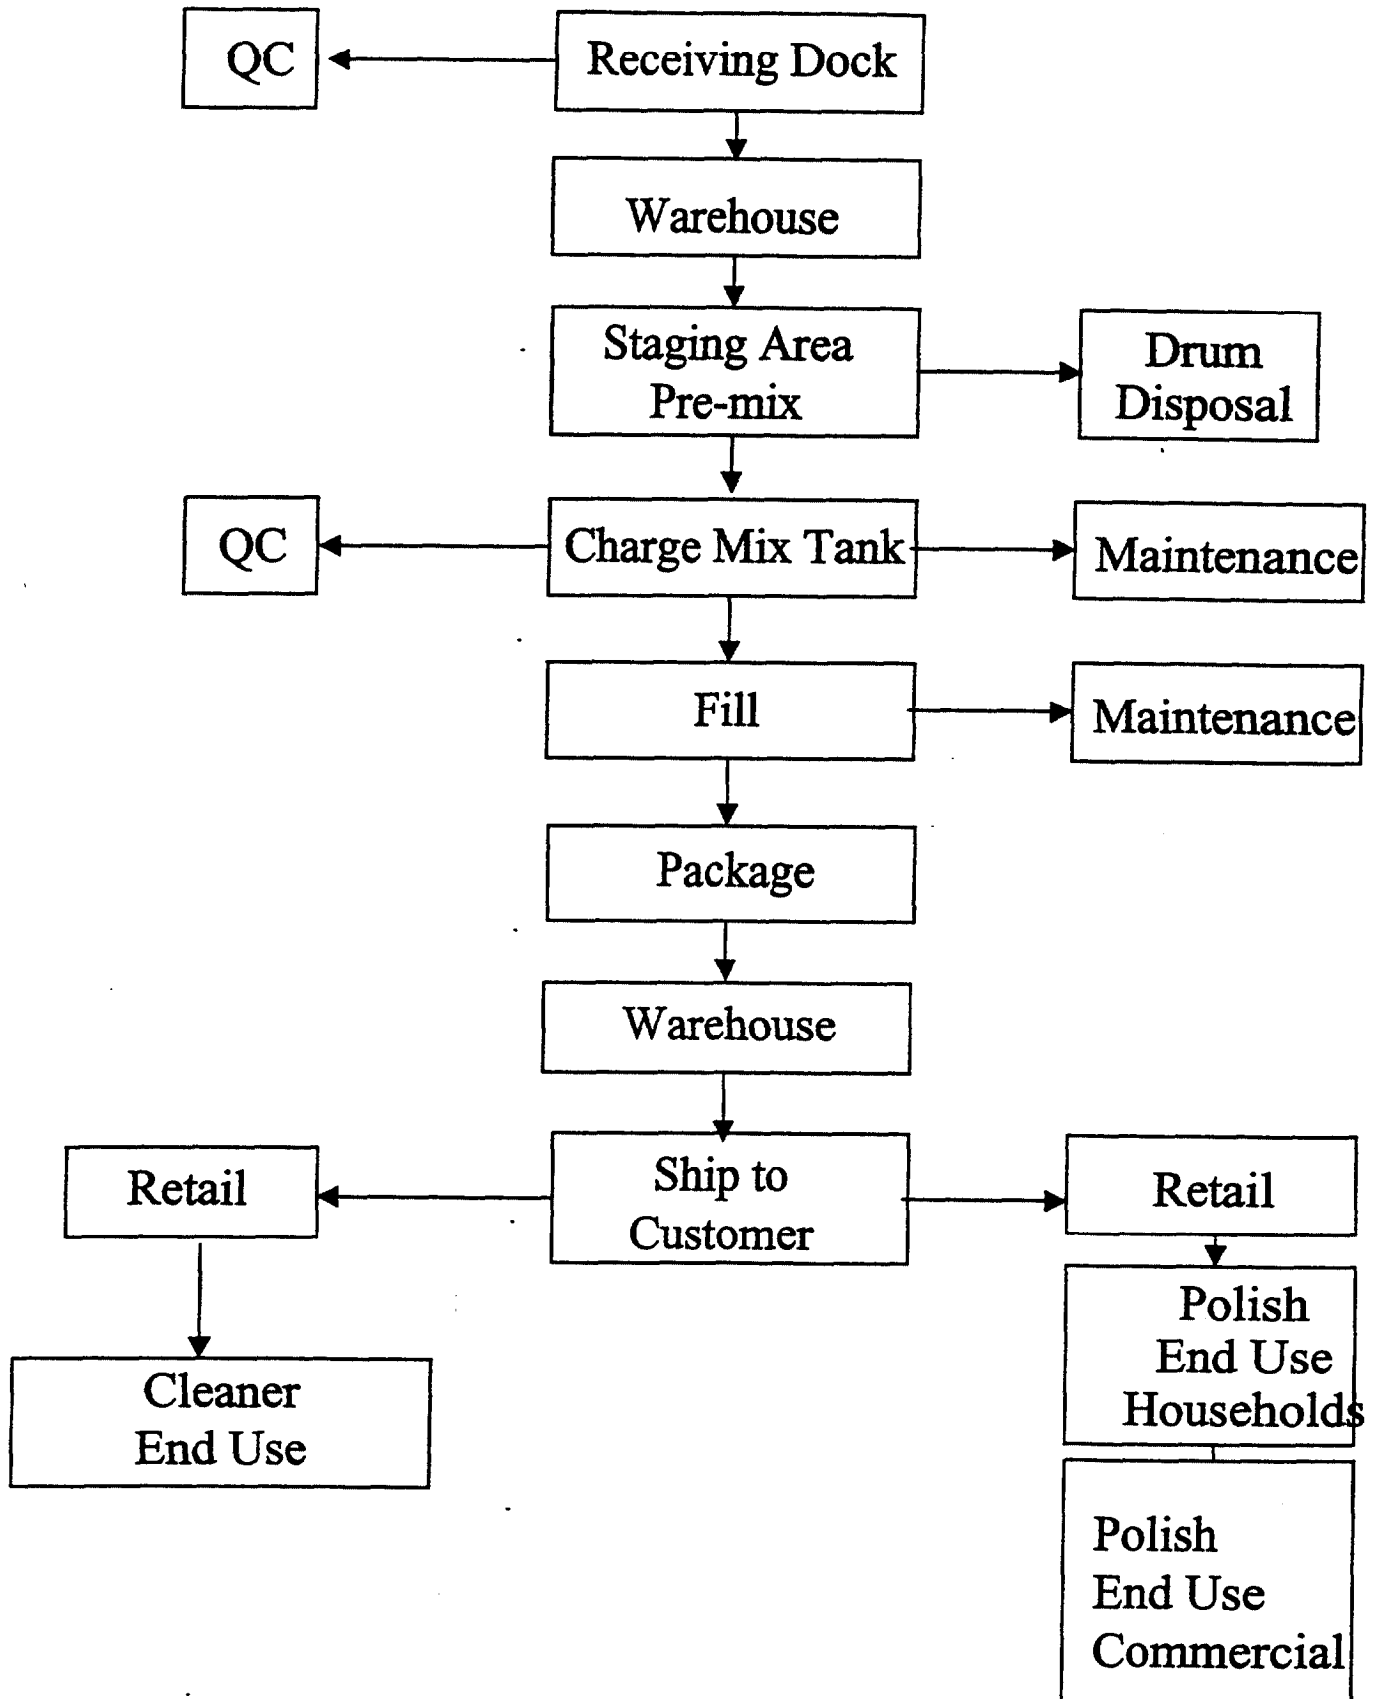 QC
Receiving Dock
Warehouse
Staging Area
Pre-mix
Drum
Disposal
QC
Charge Mix Tank
Maintenance
Fill
Maintenance
Package
Warehouse
Retail
Ship to
Customer
Retail
Cleaner
End Use
Polish
End Use
Households
Polish
End Use
Commercial